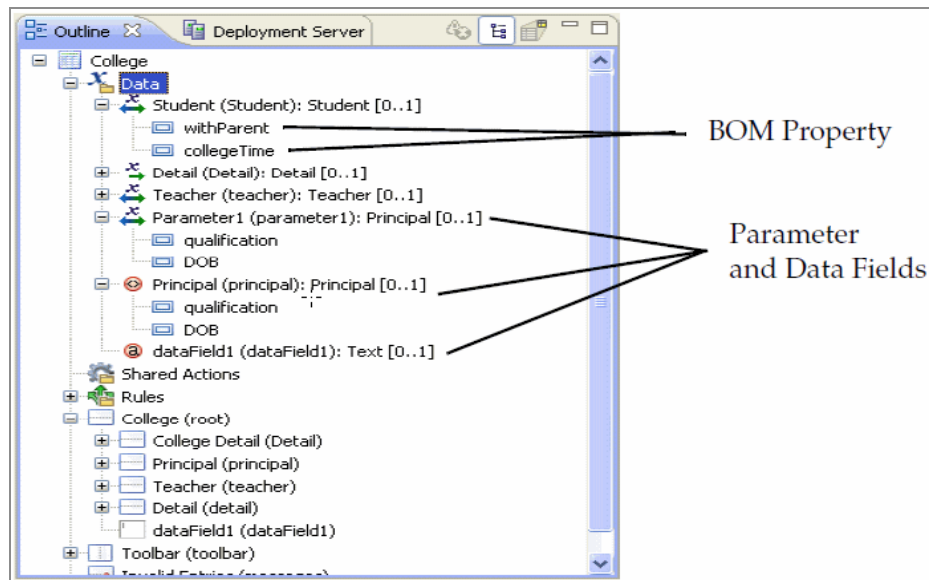 Outline Deployment Server
College
Data
Student (Student): Student [0..1]
withParent
BOM Property
collegeTime
Detail (Detail): Detail [0..1]
Teacher (teacher): Teacher [0..1]
Parameter1 (parameter1): Principal [0..1]
qualification
Parameter
and Data Fields
DOB
Principal (principal): Principal [0..1]
qualification
DOB
dataField1 (dataField1): Text [0..1]
Shared Actions
Rules
College (root)
College Detail (Detail)
Principal (principal)
Teacher (teacher)
Detail (detail)
dataField1 (dataField1)
Toolbar (toolbar)
Invalid Entries (messages)